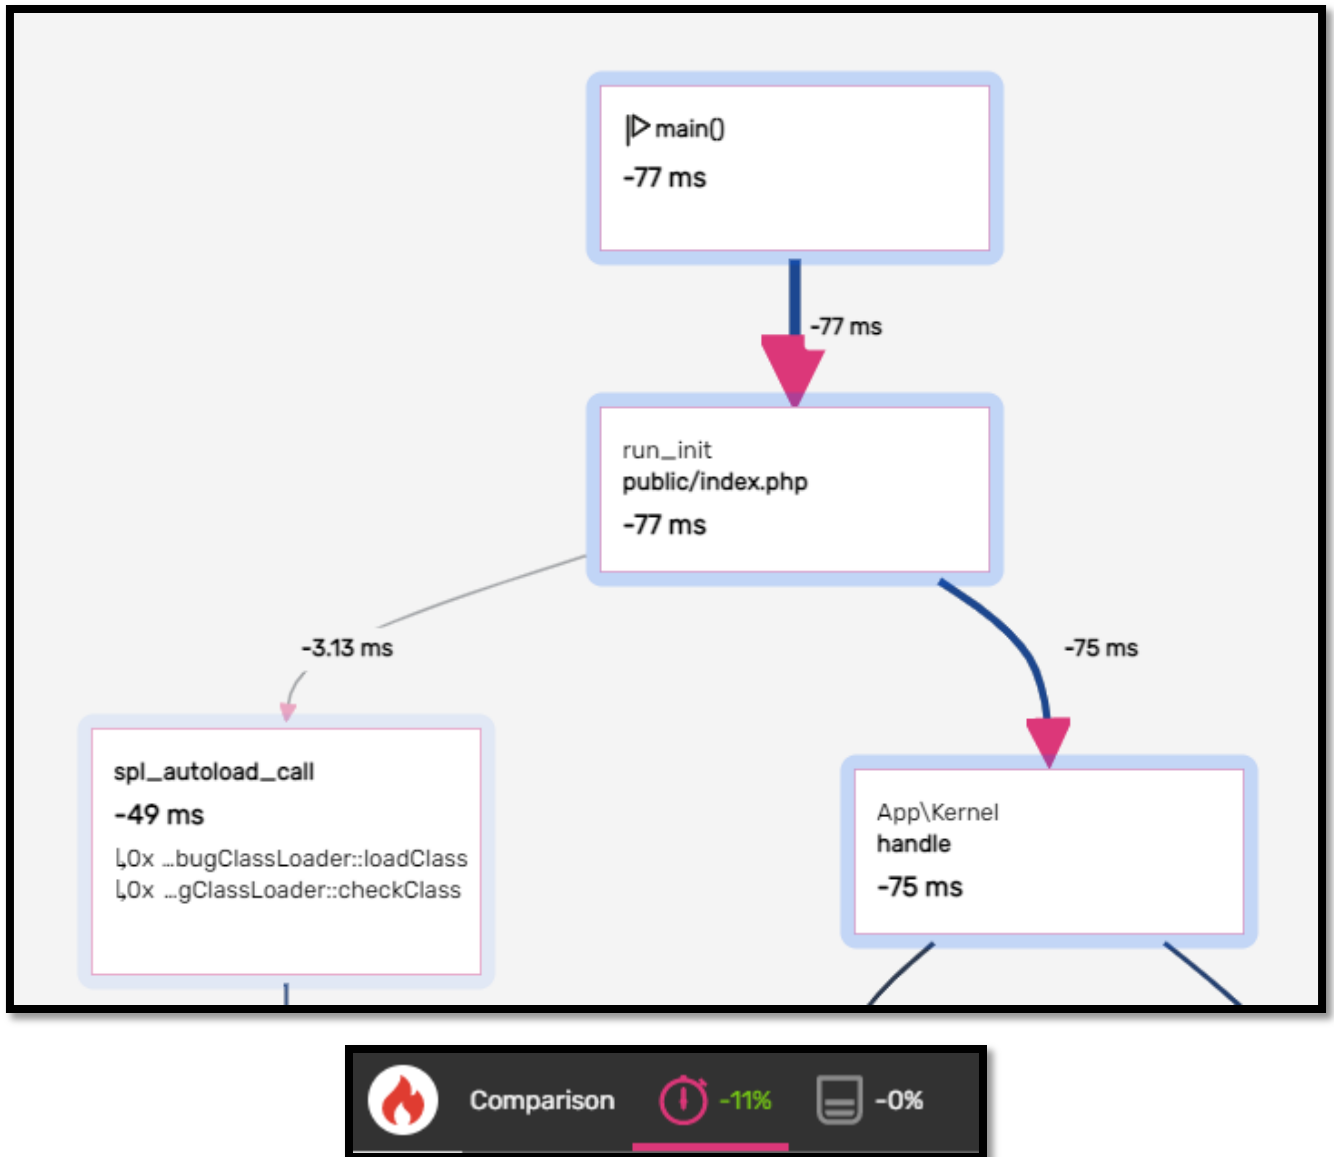 main()
-77 ms
-77 ms
run_init
public/index.php
-77 ms
-3.13 ms
-75 ms
spl_autoload_call
-49 ms
↳0x …bugClassLoader::loadClass
↳0x …gClassLoader::checkClass
App\Kernel
handle
-75 ms
Comparison -11% -0%